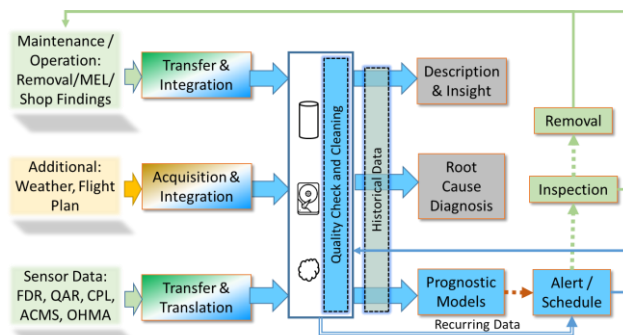 Maintenance /
Operation:
Removal/MEL/
Shop Findings
Transfer &
Integration
Description
& Insight
Removal
Additional:
Weather, Flight
Plan
Acquisition &
Integration
Quality Check and Cleaning
Historical Data
Root
Cause
Diagnosis
Inspection
Sensor Data:
FDR, QAR, CPL,
ACMS, OHMA
Transfer &
Translation
Prognostic
Models
Alert /
Schedule
Recurring Data